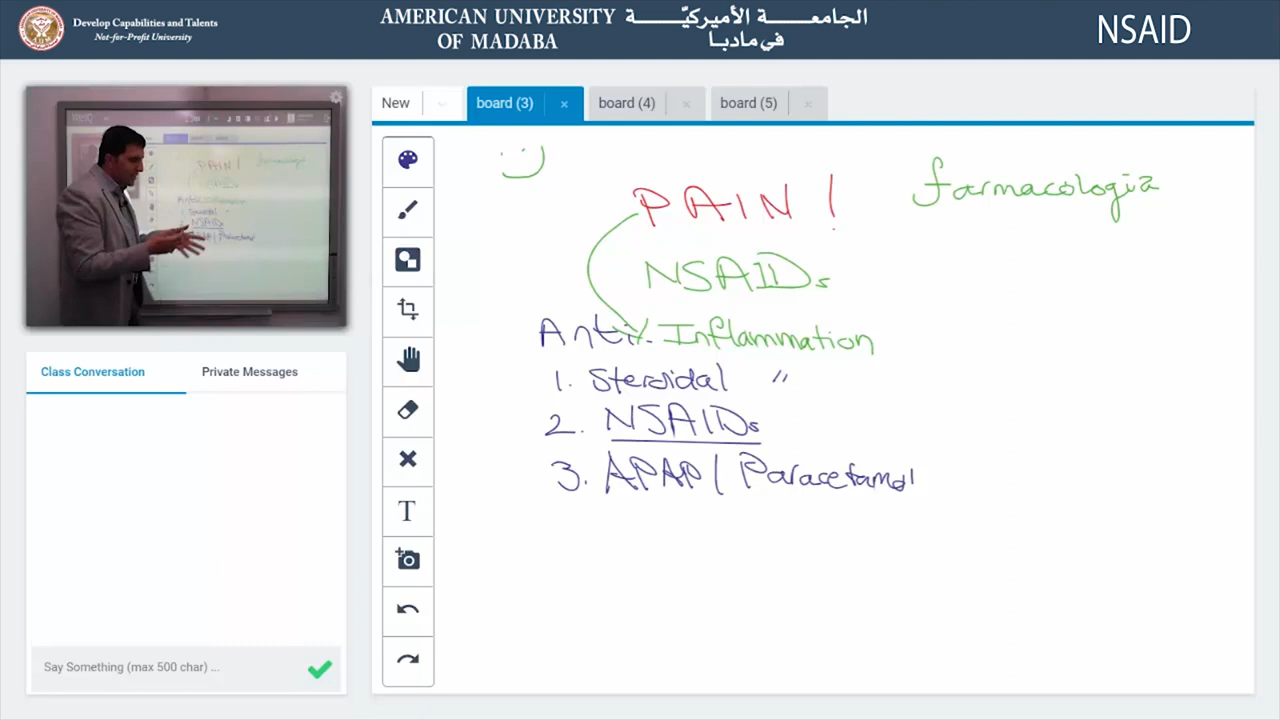 Develop Capabilities and Talents
Not-for-Profit University
AMERICAN UNIVERSITY
OF MADABA
الجامعة الأميركيّة
في مادبا
NSAID
New
board (3)
board (4)
board (5)
PAIN !
farmacologia
NSAIDs
Anti. Inflammation
1. Steroidal "
2. NSAIDs
3. APAP | Paracetamol
T
Class Conversation
Private Messages
Say Something (max 500 char) ...